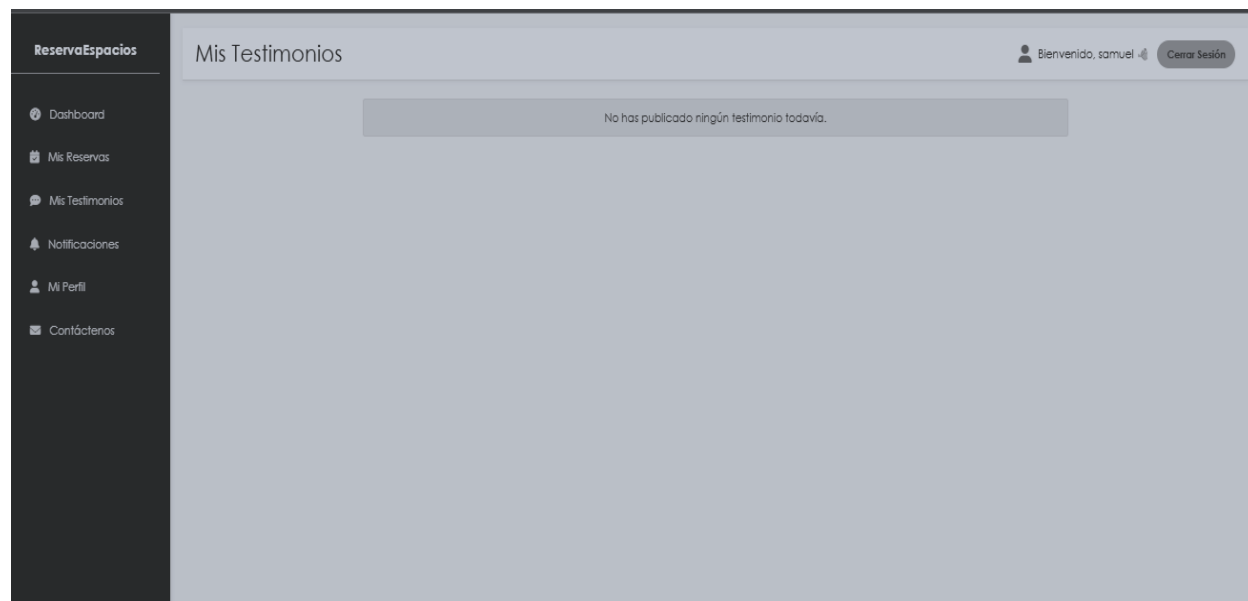 ReservaEspacios
Dashboard
Mis Reservas
Mis Testimonios
Notificaciones
Mi Perfil
Contáctenos
Mis Testimonios
Bienvenido, samuel
Cerrar Sesión
No has publicado ningún testimonio todavía.